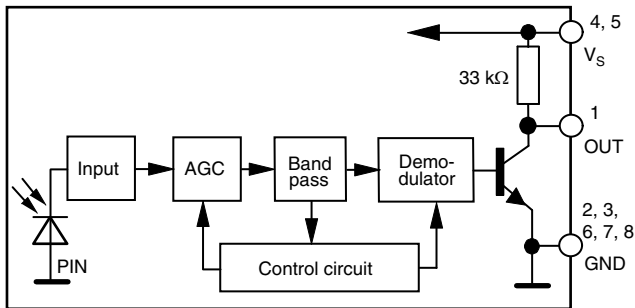 4, 5
VS
33 kΩ
1
OUT
Input
AGC
Band
pass
Demo-
dulator
2, 3,
6, 7, 8
GND
PIN
Control circuit